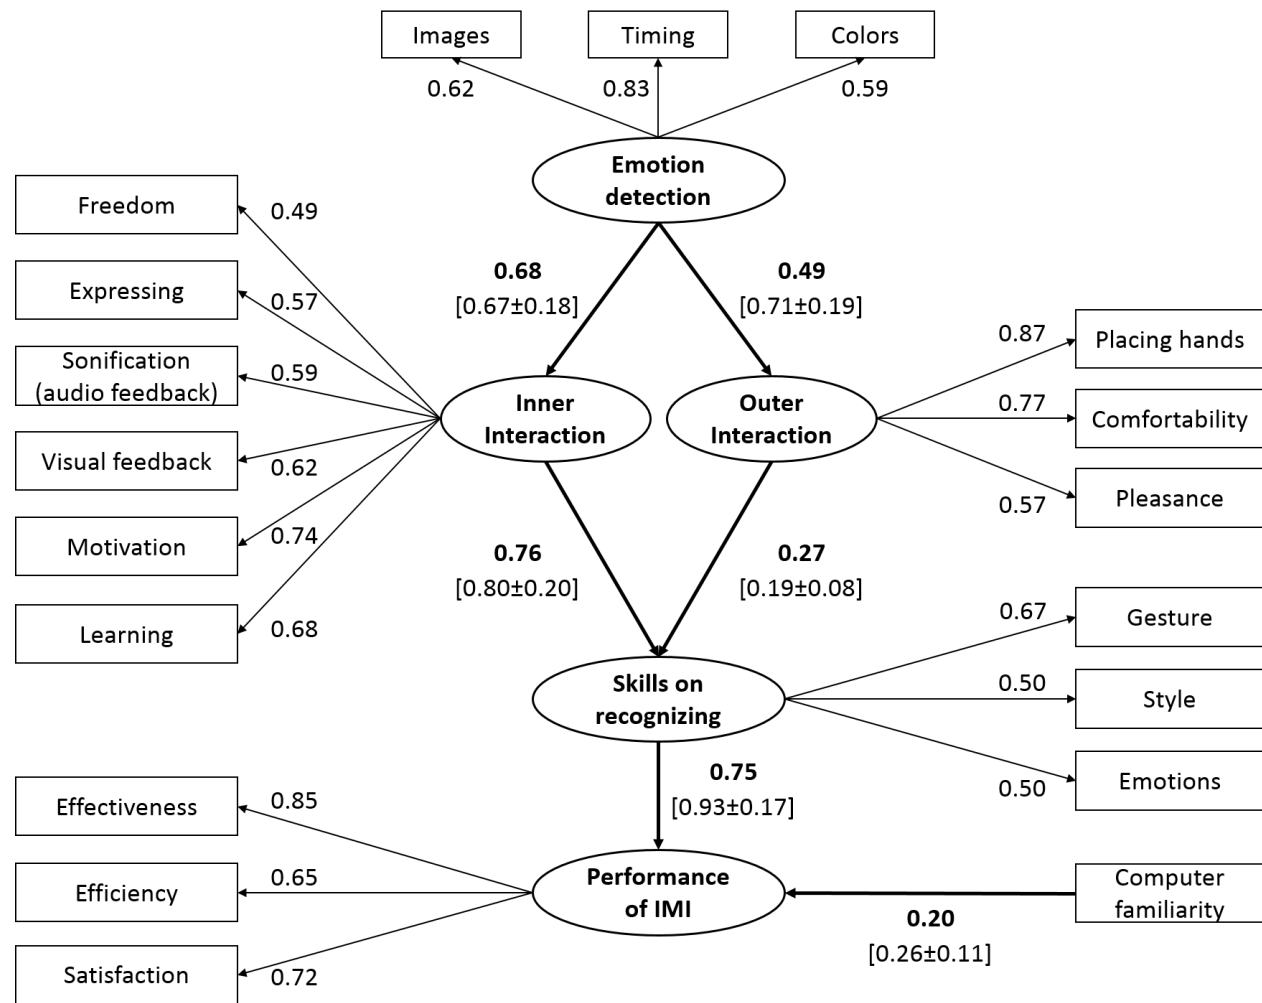 Images
Timing
Colors
0.62
0.83
0.59
Emotion
detection
Freedom
0.49
Expressing
0.57
Sonification
(audio feedback)
0.59
Visual feedback
0.62
Motivation
0.74
Learning
0.68
0.68
[0.67±0.18]
0.49
[0.71±0.19]
Inner
Interaction
Outer
Interaction
0.87
Placing hands
0.77
Comfortability
0.57
Pleasance
0.76
[0.80±0.20]
0.27
[0.19±0.08]
Skills on
recognizing
0.67
Gesture
0.50
Style
0.50
Emotions
0.75
[0.93±0.17]
Effectiveness
0.85
Efficiency
0.65
Satisfaction
0.72
Performance
of IMI
Computer
familiarity
0.20
[0.26±0.11]